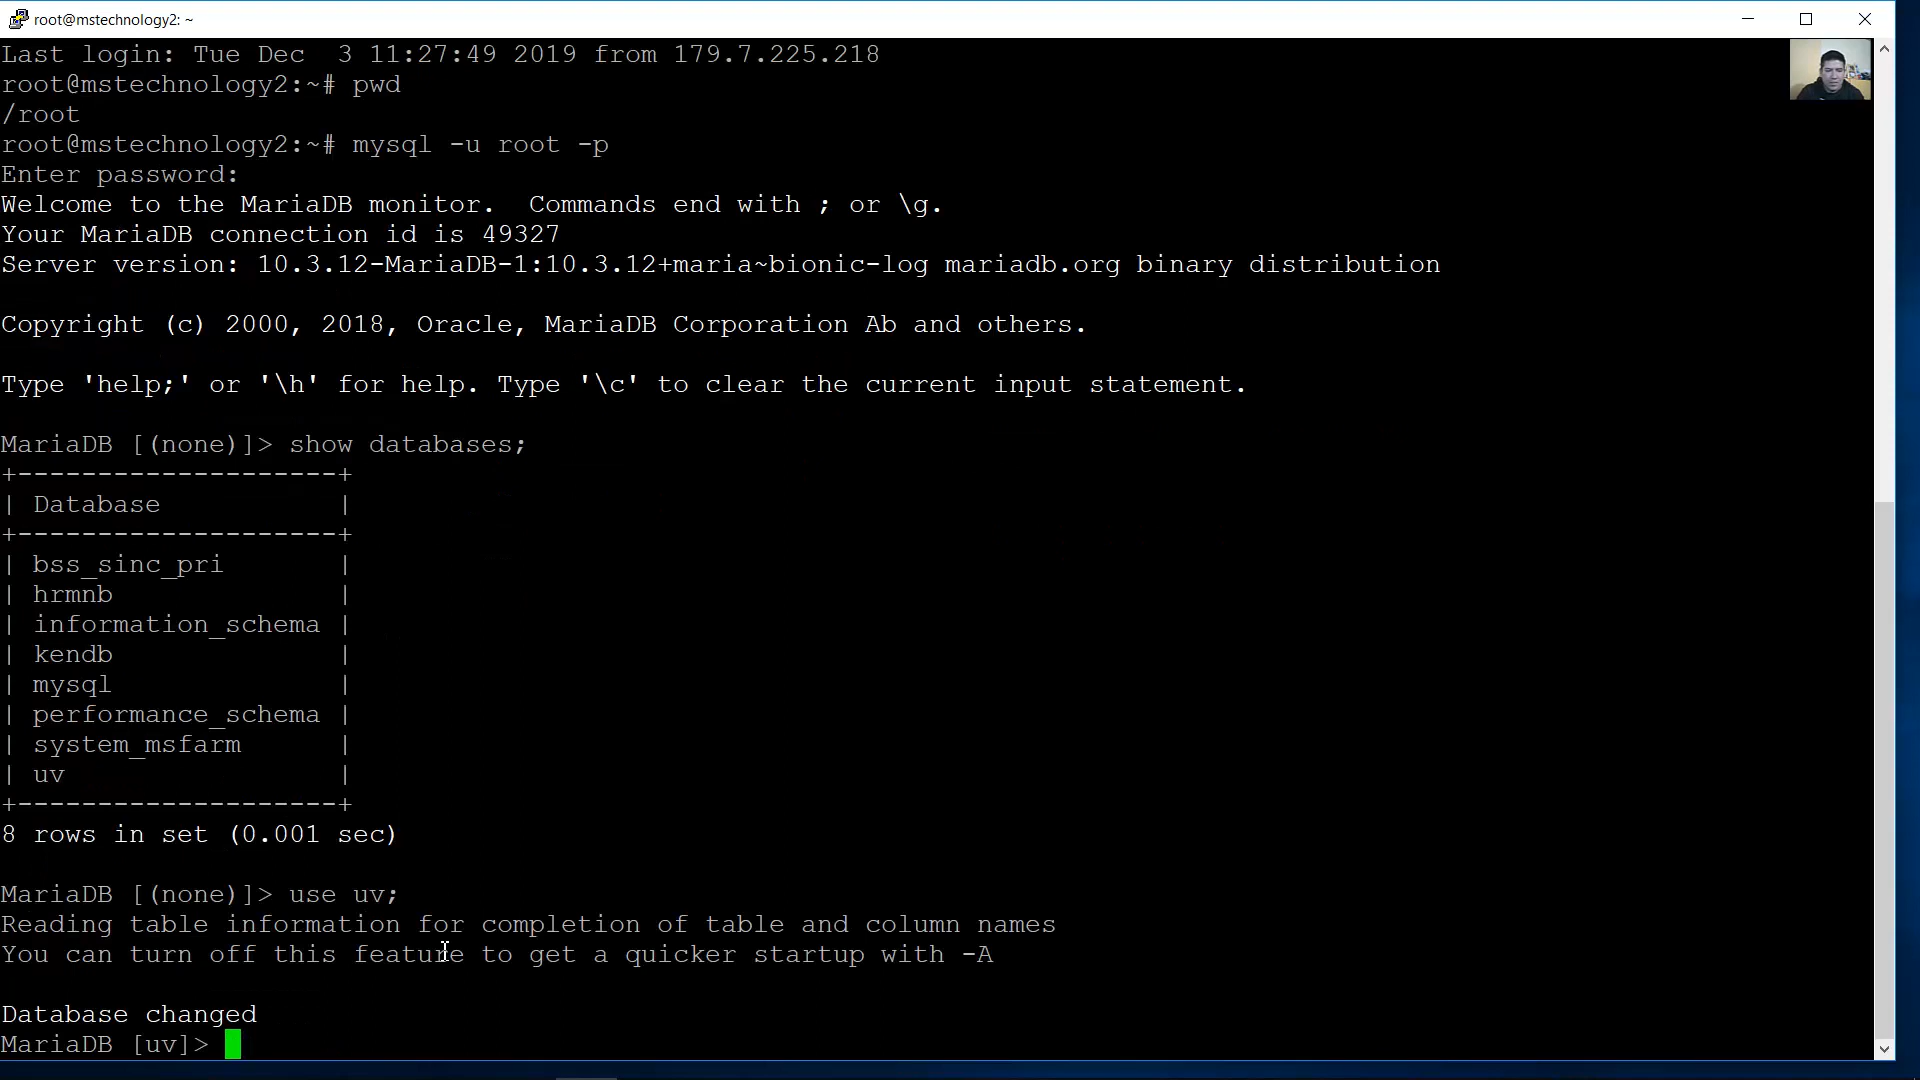 root@mstechnology2: ~
Last login: Tue Dec  3 11:27:49 2019 from 179.7.225.218
root@mstechnology2:~# pwd
/root
root@mstechnology2:~# mysql -u root -p
Enter password:
Welcome to the MariaDB monitor.  Commands end with ; or \g.
Your MariaDB connection id is 49327
Server version: 10.3.12-MariaDB-1:10.3.12+maria~bionic-log mariadb.org binary distribution
Copyright (c) 2000, 2018, Oracle, MariaDB Corporation Ab and others.
Type 'help;' or '\h' for help. Type '\c' to clear the current input statement.
MariaDB [(none)]> show databases;
+--------------------+
| Database           |
+--------------------+
| bss_sinc_pri       |
| hrmnb              |
| information_schema |
| kendb              |
| mysql              |
| performance_schema |
| system_msfarm      |
| uv                 |
+--------------------+
8 rows in set (0.001 sec)
MariaDB [(none)]> use uv;
Reading table information for completion of table and column names
You can turn off this feature to get a quicker startup with -A
Database changed
MariaDB [uv]>